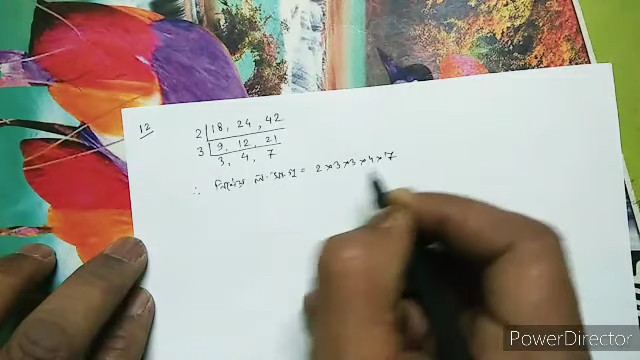 12
2 | 18, 24, 42
3 | 9, 12, 21
3, 4, 7
∴ নির্ণেয় ল.সা.গু = 2×3×3×4×7
PowerDirector